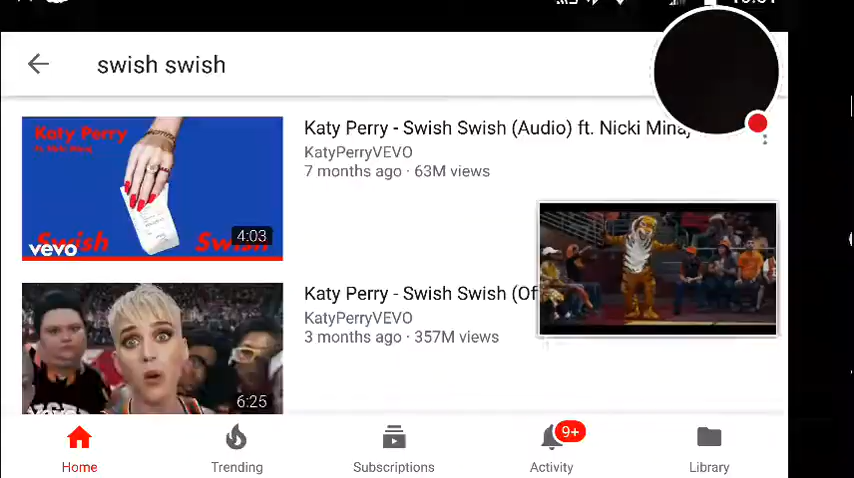 swish swish
Katy Perry
ft. Nicki Minaj
Swish Swish
vevo
4:03
Katy Perry - Swish Swish (Audio) ft. Nicki Minaj
KatyPerryVEVO
7 months ago · 63M views
6:25
Katy Perry - Swish Swish (Of
KatyPerryVEVO
3 months ago · 357M views
Home
Trending
Subscriptions
9+
Activity
Library